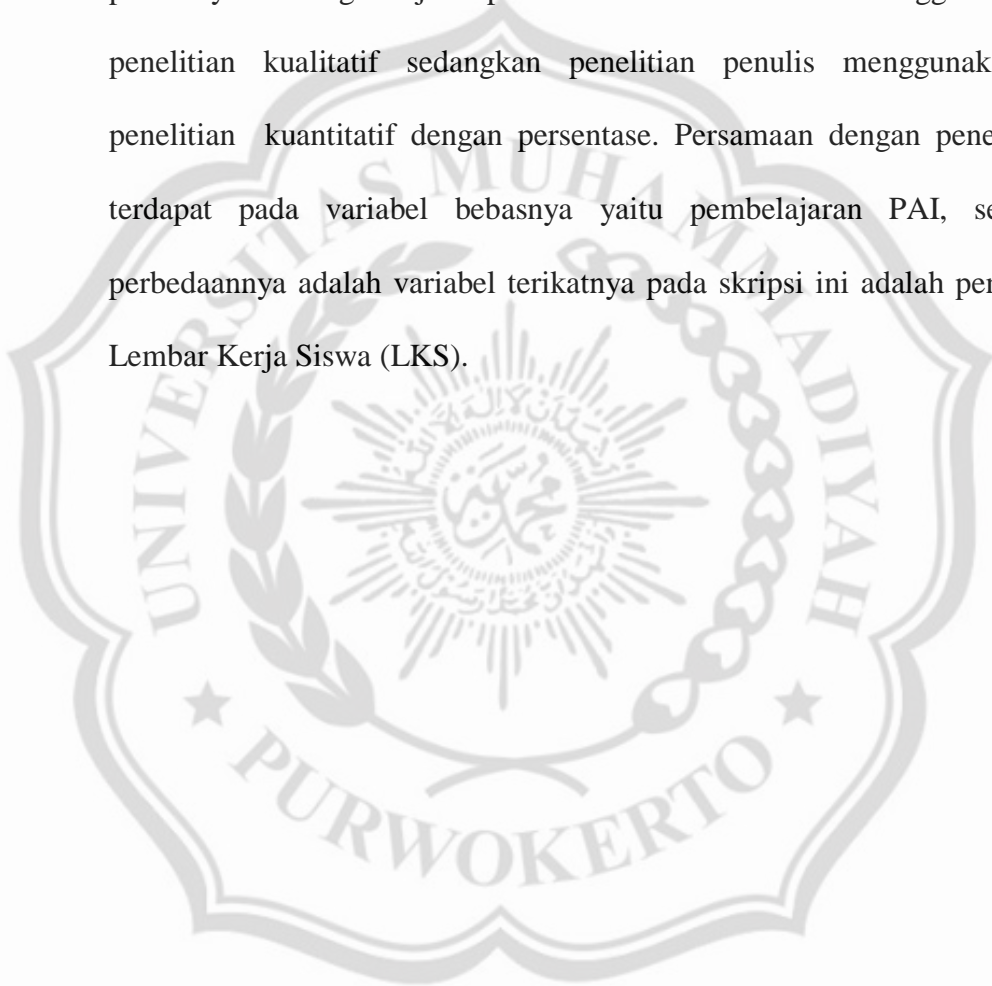 penelitian kualitatif sedangkan penelitian penulis menggunak
penelitian kuantitatif dengan persentase. Persamaan dengan pene
terdapat pada variabel bebasnya yaitu pembelajaran PAI, se
perbedaannya adalah variabel terikatnya pada skripsi ini adalah per
Lembar Kerja Siswa (LKS).
UNIVERSITAS MUHAMMADIYAH
PURWOKERTO